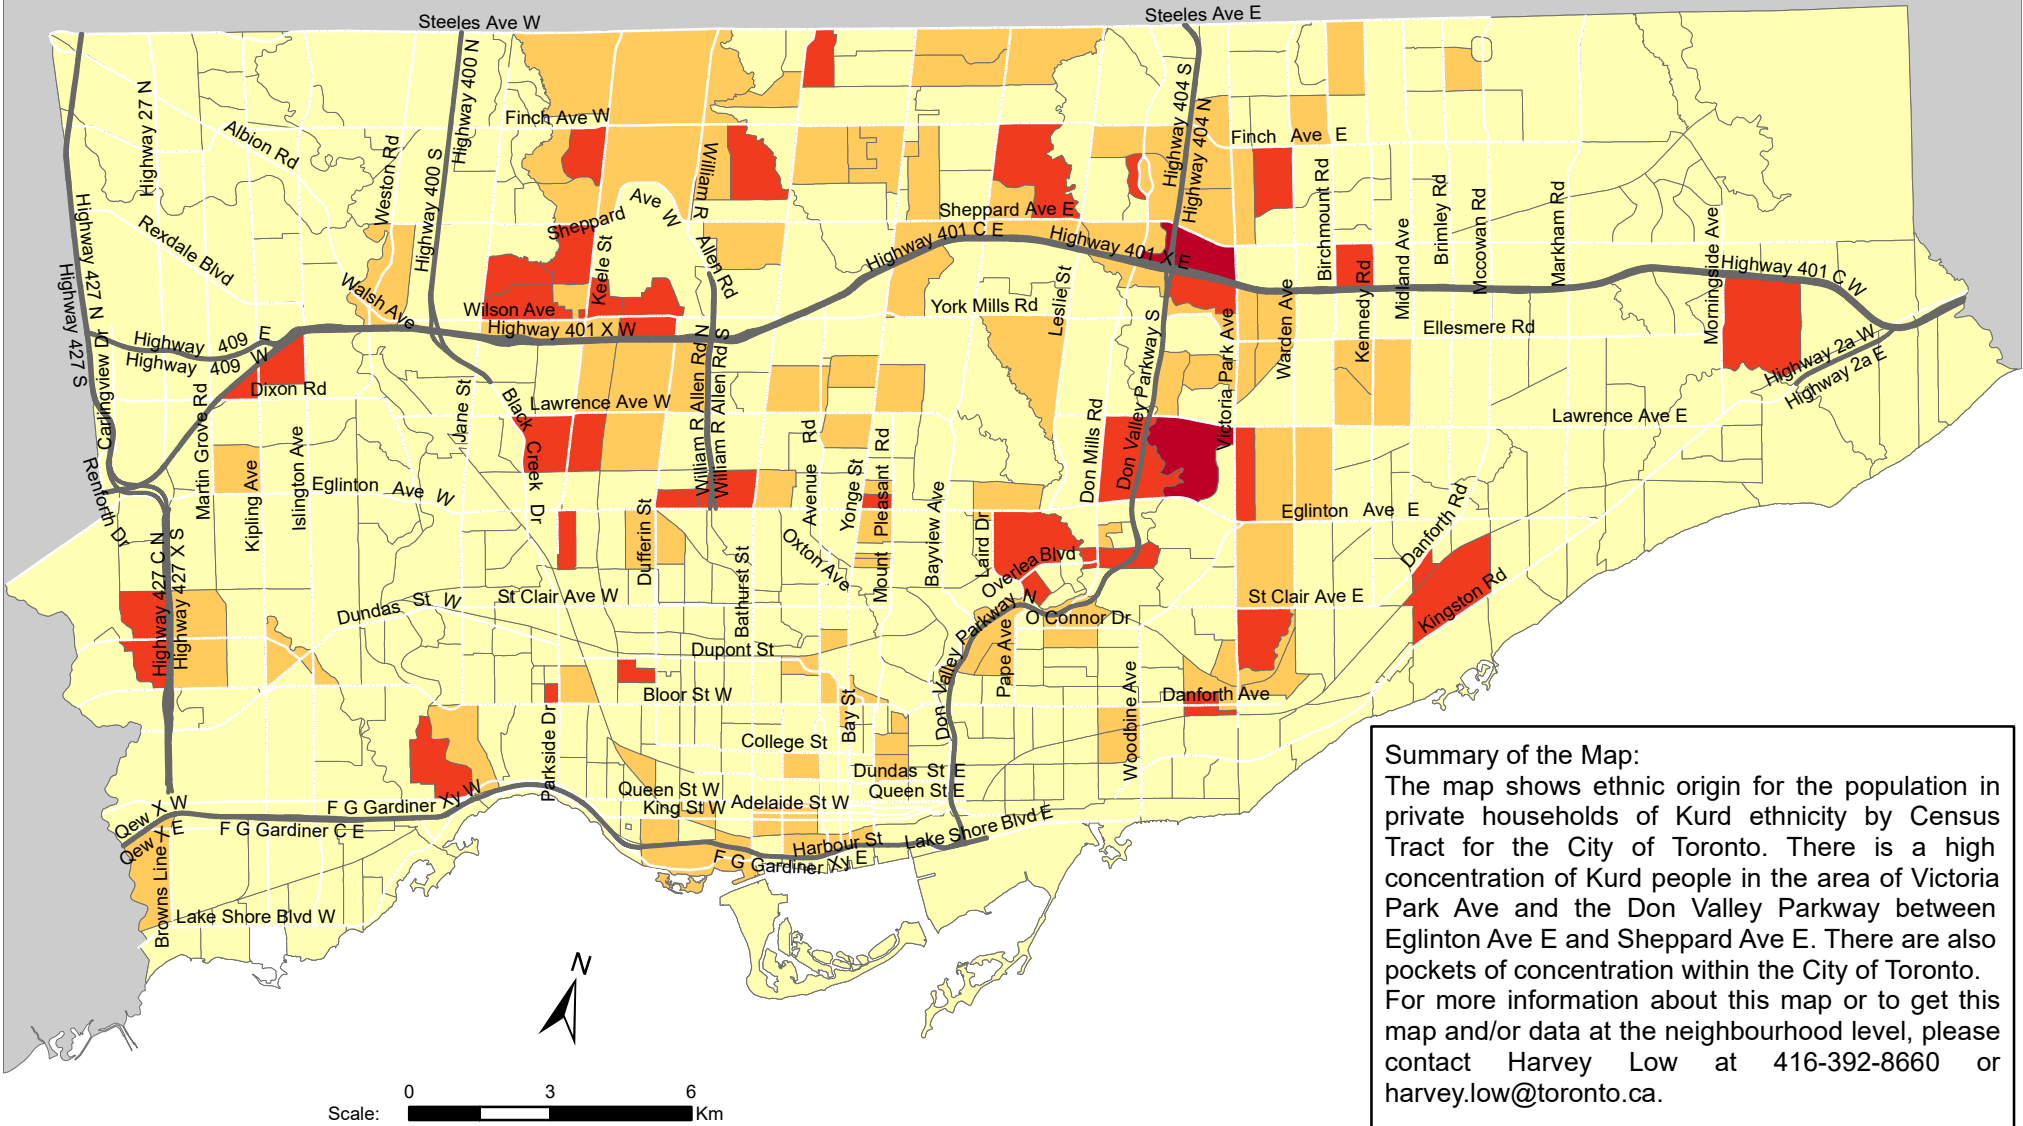 Steeles Ave W
Steeles Ave E
Highway 400 N
Highway 27 N
Highway 404 S
Highway 404 N
Finch Ave W
Finch Ave E
Albion Rd
Weston Rd
William R
Allen Rd
Highway 400 S
Ave W
Sheppard
Sheppard Ave E
Birchmount Rd
Brimley Rd
Mccowan Rd
Markham Rd
Midland Ave
Morningside Ave
Highway 427 N
Highway 427 S
Rexdale Blvd
Keele St
Highway 401 C E
Highway 401 X E
Highway 401 C W
Walsh Ave
Wilson Ave
Highway 401 X W
York Mills Rd
Leslie St
Kennedy Rd
Warden Ave
Ellesmere Rd
Highway 409 E
Highway 409 W
Dixon Rd
Carlingview Dr
Martin Grove Rd
Jane St
Black Creek Dr
Lawrence Ave W
William R Allen Rd N
William R Allen Rd S
Don Valley Parkway S
Victoria Park Ave
Highway 2a W
Highway 2a E
Lawrence Ave E
Renforth Dr
Kipling Ave
Islington Ave
Eglinton Ave W
Avenue Rd
Yonge St
Mount Pleasant Rd
Bayview Ave
Laird Dr
Don Mills Rd
Eglinton Ave E
Danforth Rd
Dufferin St
Bathurst St
Oxton Ave
Overlea Blvd
Highway 427 C N
Highway 427 X S
Dundas St W
St Clair Ave W
St Clair Ave E
Kingston Rd
O Connor Dr
Don Valley Parkway N
Pape Ave
Dupont St
Bloor St W
Danforth Ave
Woodbine Ave
Parkside Dr
Bay St
College St
Dundas St E
Queen St E
Queen St W
King St W
Adelaide St W
Harbour St
Lake Shore Blvd E
Qew X W
Qew X E
F G Gardiner Xy W
F G Gardiner C E
F G Gardiner Xy E
Browns Line
Lake Shore Blvd W
N
0 3 6
Scale: Km
Summary of the Map:
The map shows ethnic origin for the population in
private households of Kurd ethnicity by Census
Tract for the City of Toronto. There is a high
concentration of Kurd people in the area of Victoria
Park Ave and the Don Valley Parkway between
Eglinton Ave E and Sheppard Ave E. There are also
pockets of concentration within the City of Toronto.
For more information about this map or to get this
map and/or data at the neighbourhood level, please
contact Harvey Low at 416-392-8660 or
harvey.low@toronto.ca.